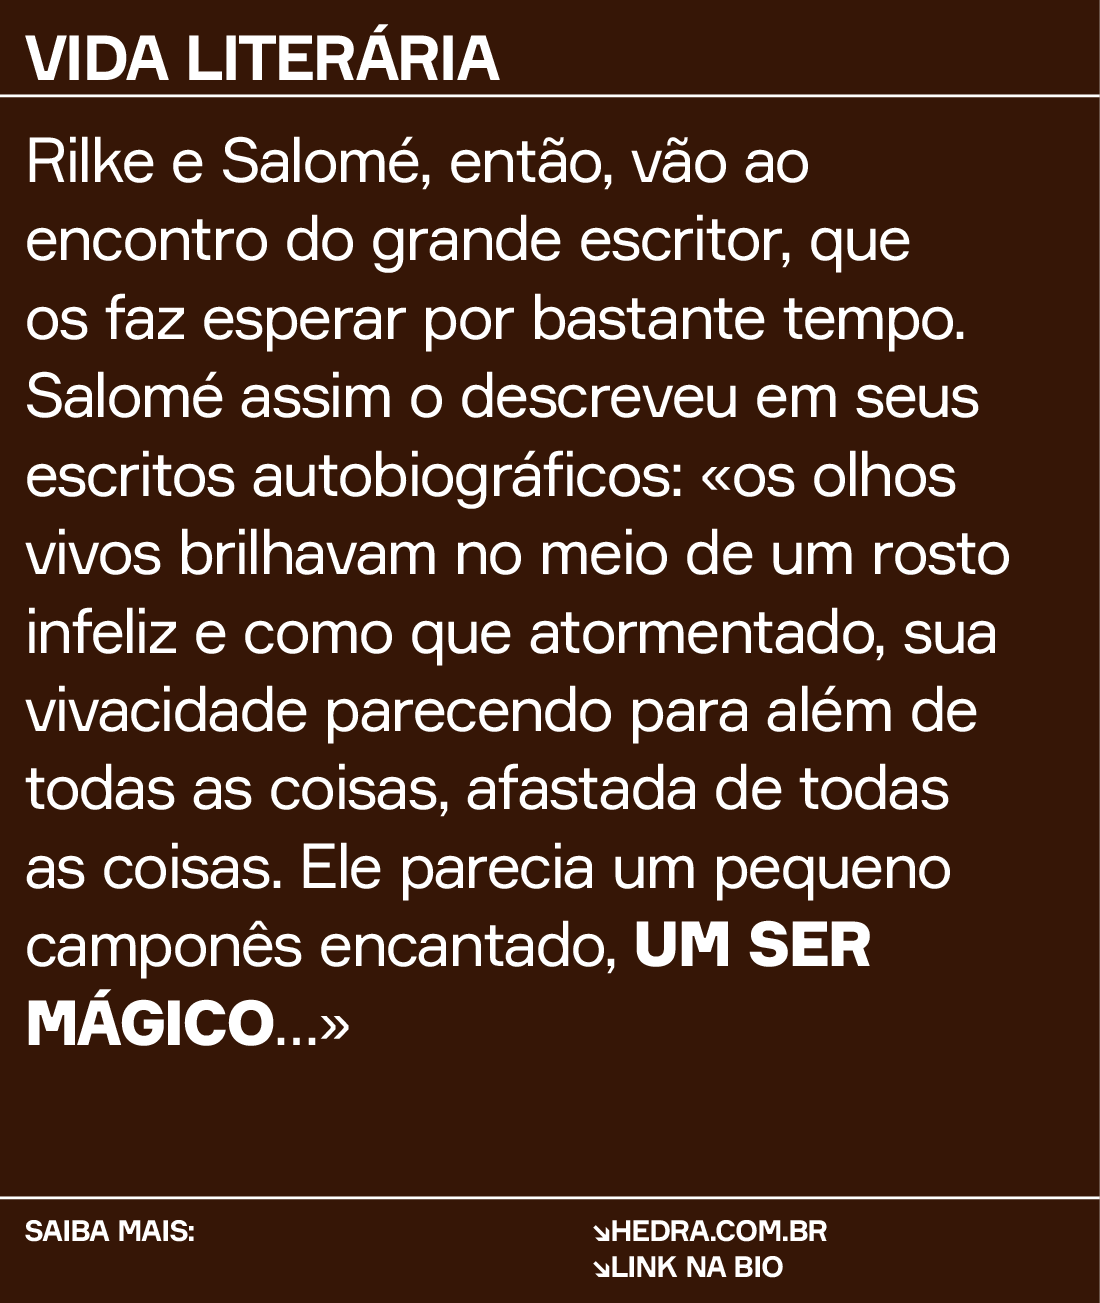 VIDA LITERÁRIA
Rilke e Salomé, então, vão ao
encontro do grande escritor, que
os faz esperar por bastante tempo.
Salomé assim o descreveu em seus
escritos autobiográficos: «os olhos
vivos brilhavam no meio de um rosto
infeliz e como que atormentado, sua
vivacidade parecendo para além de
todas as coisas, afastada de todas
as coisas. Ele parecia um pequeno
camponês encantado, UM SER
MÁGICO...»
SAIBA MAIS:
↘HEDRA.COM.BR
↘LINK NA BIO